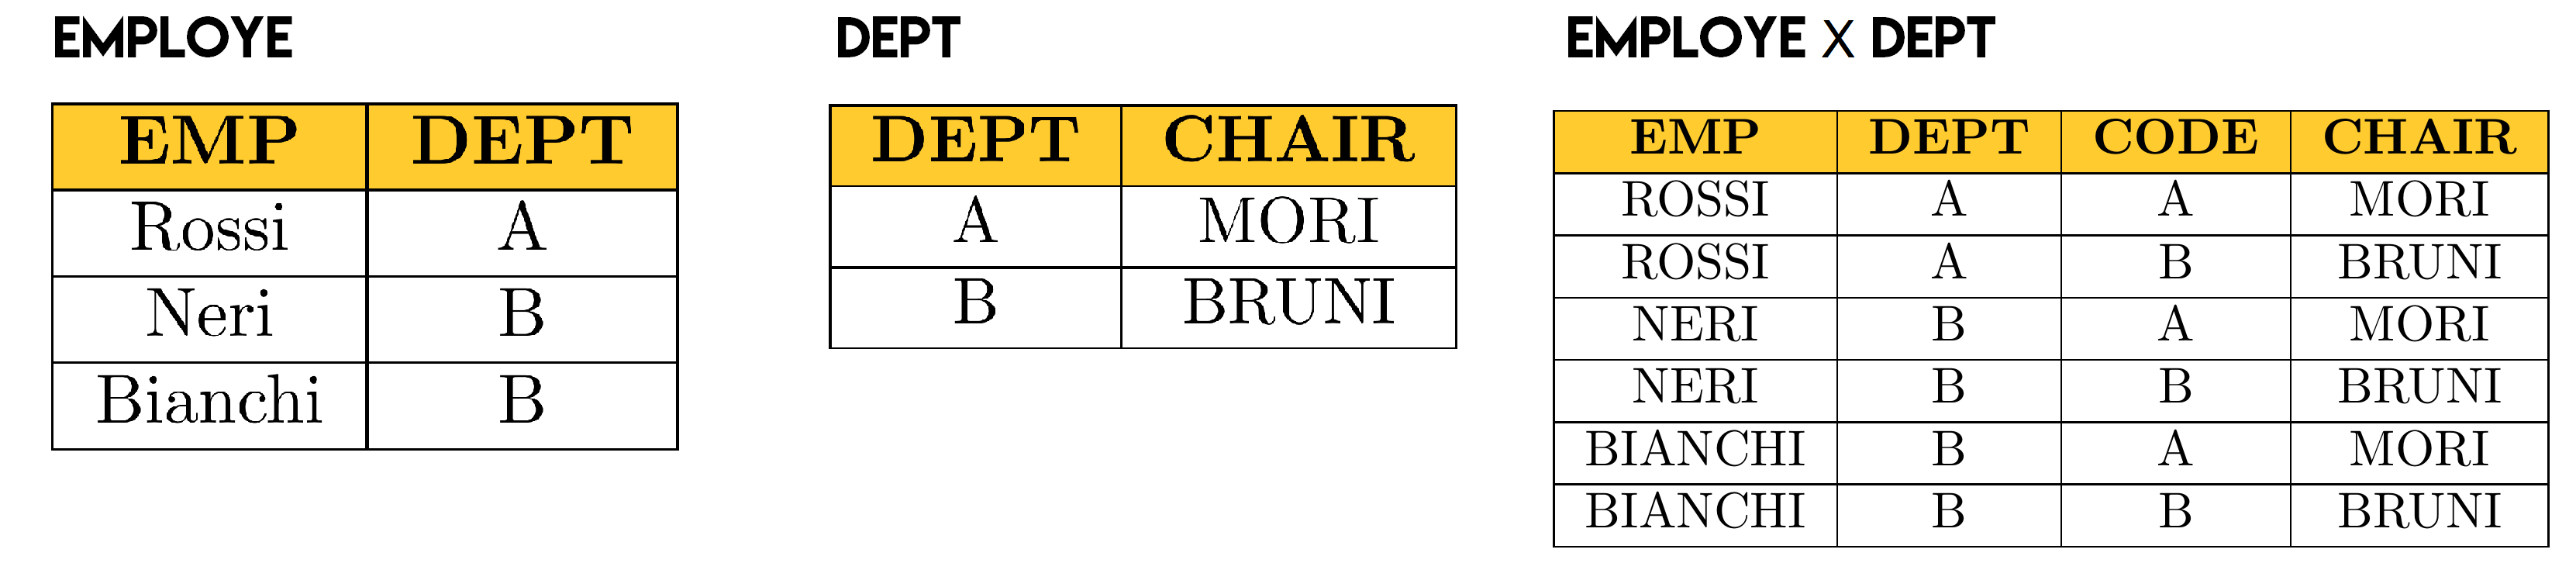 EMPLOYE
EMP DEPT
Rossi A
Neri B
Bianchi B
DEPT
DEPT CHAIR
A MORI
B BRUNI
EMPLOYE X DEPT
EMP DEPT CODE CHAIR
ROSSI A A MORI
ROSSI A B BRUNI
NERI B A MORI
NERI B B BRUNI
BIANCHI B A MORI
BIANCHI B B BRUNI